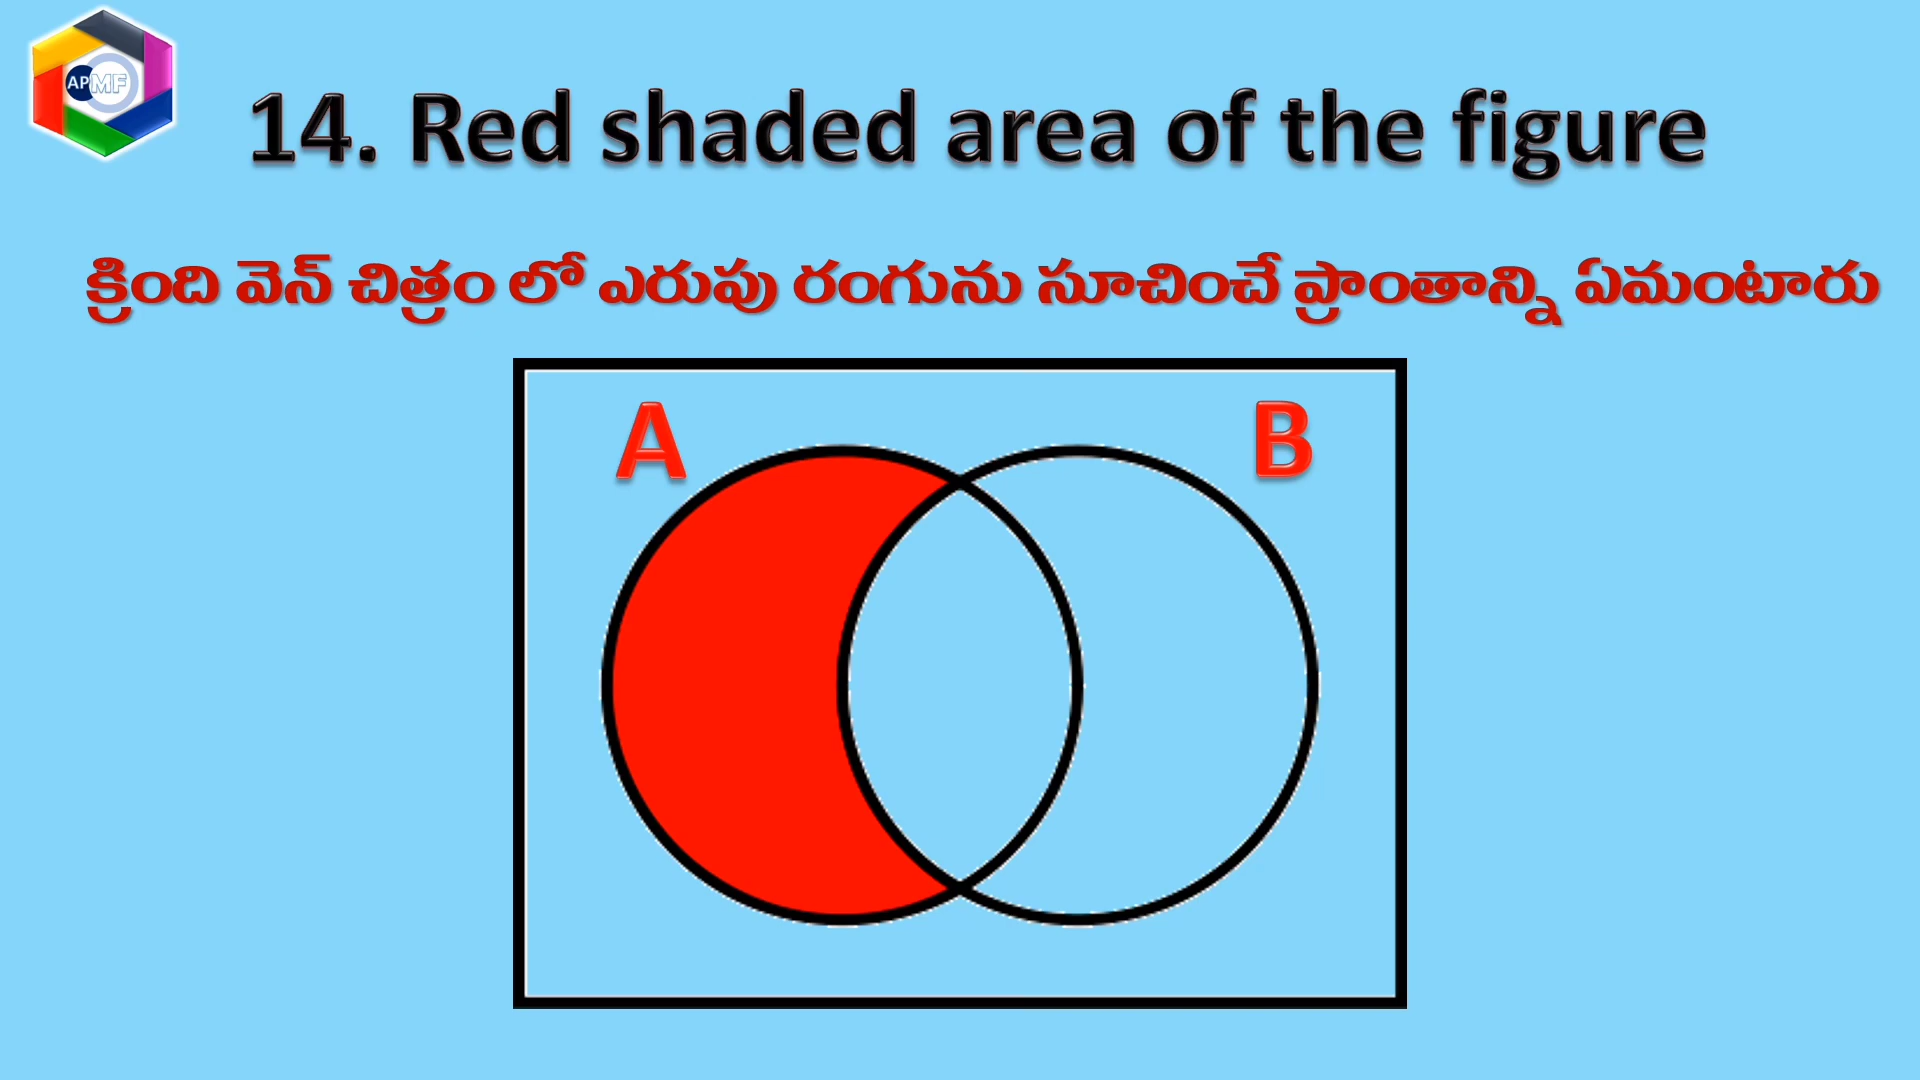 APMF
14. Red shaded area of the figure
క్రింది వెన్ చిత్రం లో ఎరుపు రంగును సూచించే ప్రాంతాన్ని ఏమంటారు
A B